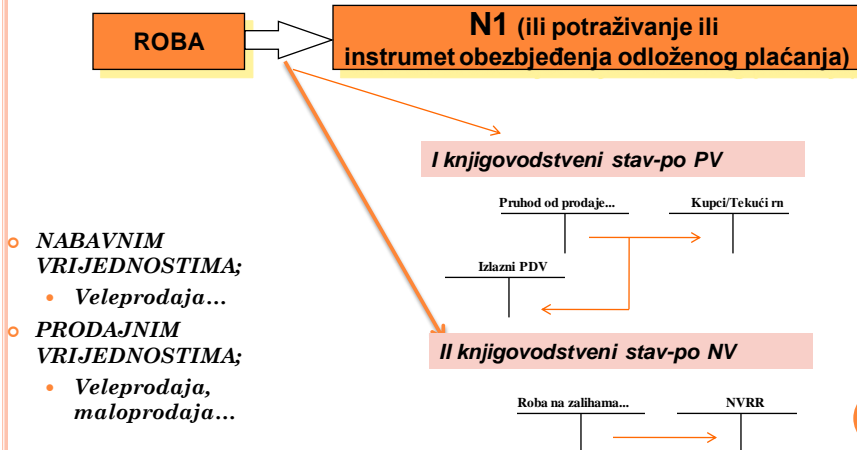 ROBA
N1 (ili potraživanje ili
instrumet obezbjeđenja odloženog plaćanja)
I knjigovodstveni stav-po PV
Pruhod od prodaje...
Kupci/Tekući rn
Izlazni PDV
NABAVNIM
VRIJEDNOSTIMA;
Veleprodaja...
PRODAJNIM
VRIJEDNOSTIMA;
Veleprodaja,
maloprodaja...
II knjigovodstveni stav-po NV
Roba na zalihama...
NVRR